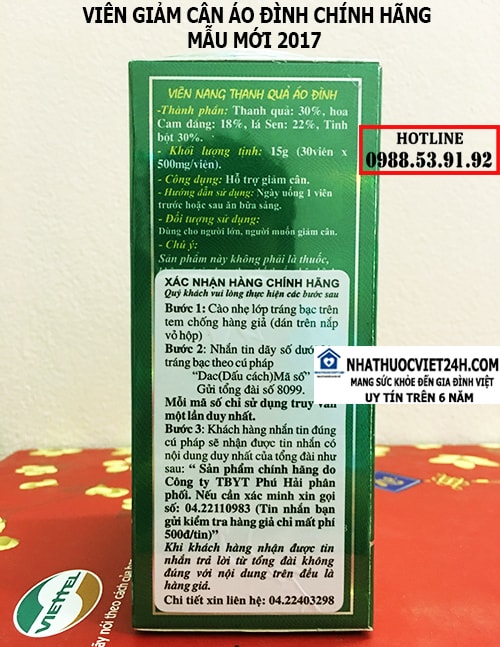 VIÊN GIẢM CÂN ÁO ĐÌNH CHÍNH HÃNG
MẪU MỚI 2017
VIÊN NANG THANH QUẢ ÁO ĐÌNH
-Thành phần: Thanh quả: 30%, hoa
Cam đắng: 18%, lá Sen: 22%, Tinh
bột 30%.
- Khối lượng tịnh: 15g (30viên x
500mg/viên).
- Công dụng: Hỗ trợ giảm cân.
- Hướng dẫn sử dụng: Ngày uống 1 viên
trước hoặc sau ăn bữa sáng.
- Đối tượng sử dụng:
Dùng cho người lớn, người muốn giảm cân.
- Chú ý:
Sản phẩm này không phải là thuốc,
HOTLINE
0988.53.91.92
XÁC NHẬN HÀNG CHÍNH HÃNG
Quý khách vui lòng thực hiện các bước sau
Bước 1: Cào nhẹ lớp tráng bạc trên
tem chống hàng giả (dán trên nắp
vỏ hộp)
Bước 2: Nhắn tin dãy số dướ
tráng bạc theo cú pháp
"Dac(Dấu cách)Mã số"
Gửi tổng đài số 8099.
Mỗi mã số chỉ sử dụng truy vấn
một lần duy nhất.
Bước 3: Khách hàng nhắn tin đúng
cú pháp sẽ nhận được tin nhắn có
nội dung duy nhất của tổng đài như
sau: " Sản phẩm chính hãng do
Công ty TBYT Phú Hải phân
phối. Nếu cần xác minh xin gọi
số: 04.22110983 (Tin nhắn bạn
gửi kiểm tra hàng giả chỉ mất phí
500đ/tin)"
Khi khách hàng nhận được tin
nhắn trả lời từ tổng đài không
đúng với nội dung trên đều là
hàng giả.
Chi tiết xin liên hệ: 04.22403298
NHATHUOCVIET24H.COM
MANG SỨC KHỎE ĐẾN GIA ĐÌNH VIỆT
UY TÍN TRÊN 6 NĂM
VIETTEL
nói theo cách của